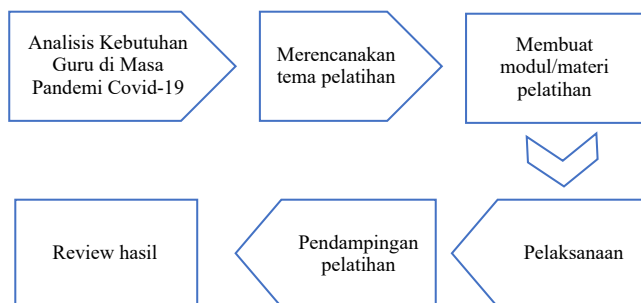 Analisis Kebutuhan
Guru di Masa
Pandemi Covid-19
Merencanakan
tema pelatihan
Membuat
modul/materi
pelatihan
Pelaksanaan
Pendampingan
pelatihan
Review hasil